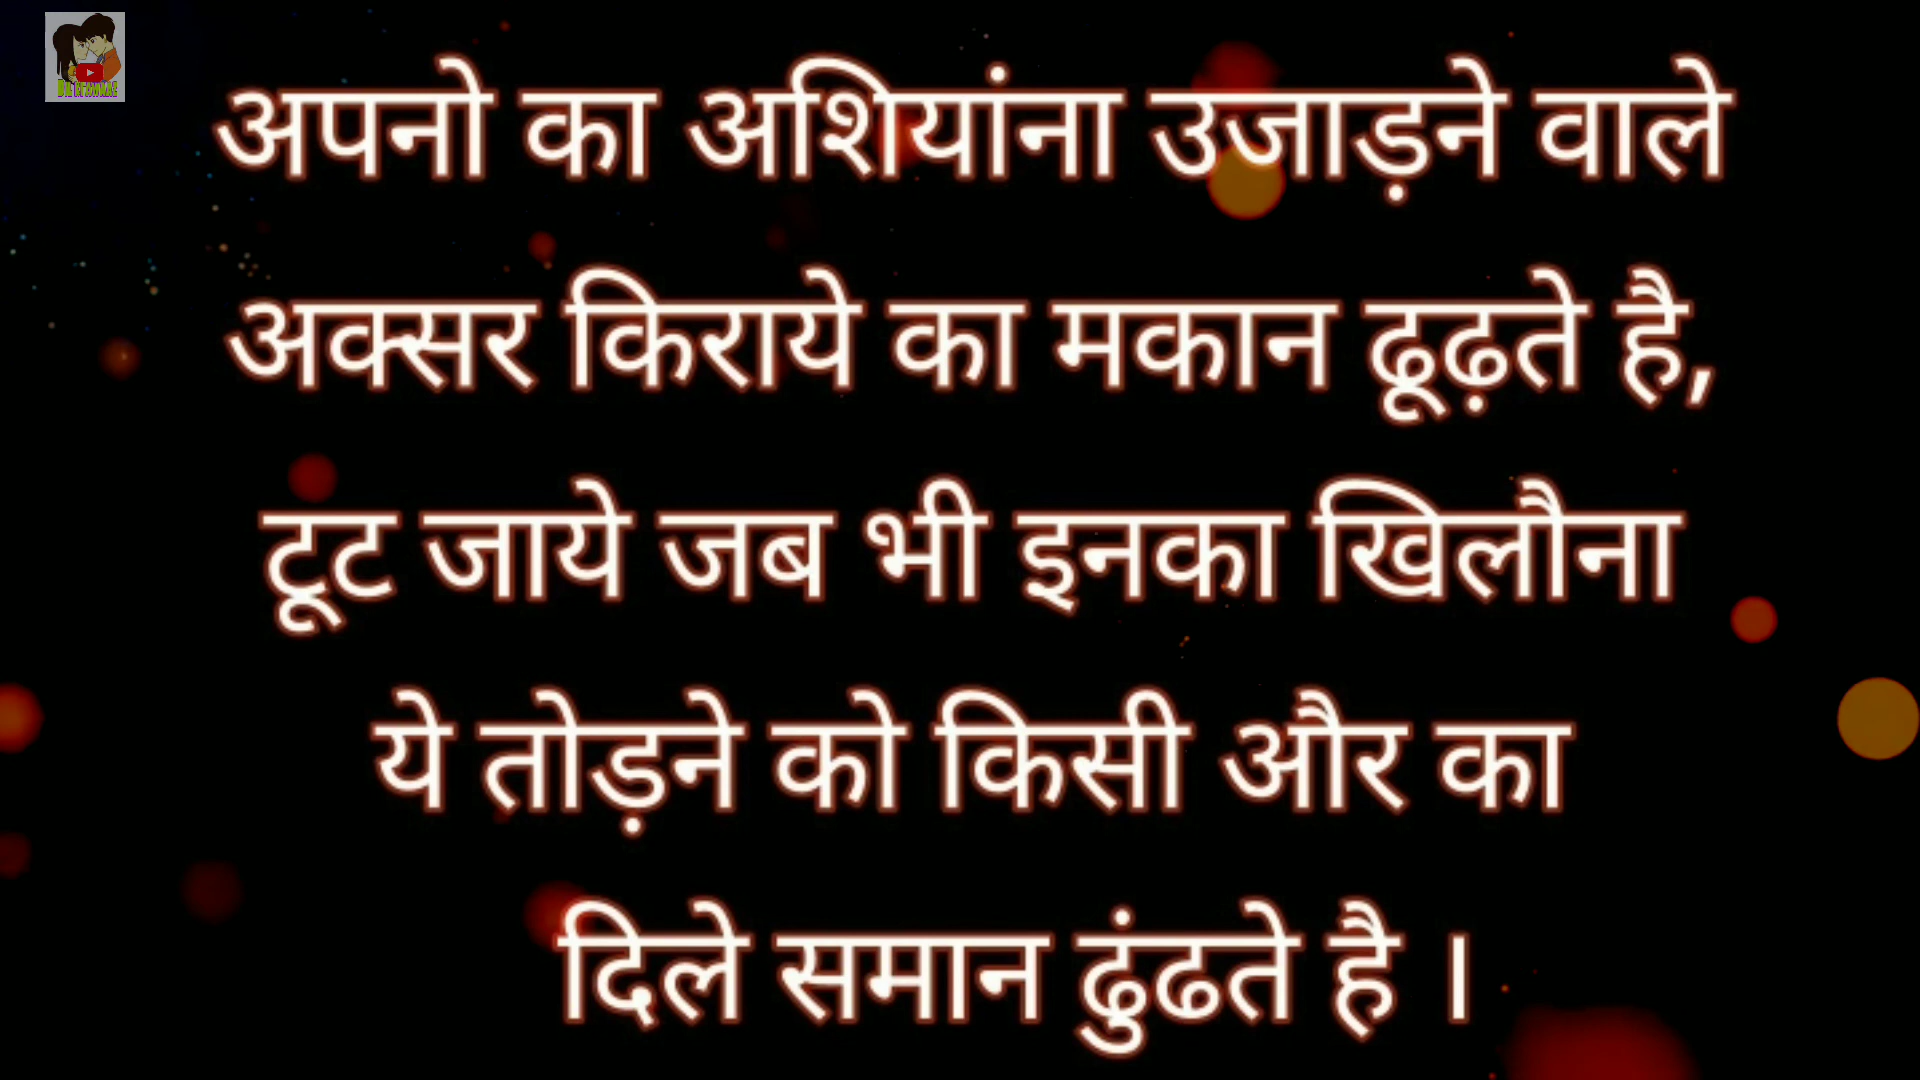 अपनो का अशियांना उजाड़ने वाले
अक्सर किराये का मकान ढूढ़ते है,
टूट जाये जब भी इनका खिलौना
ये तोड़ने को किसी और का
दिले समान ढुंढते है ।